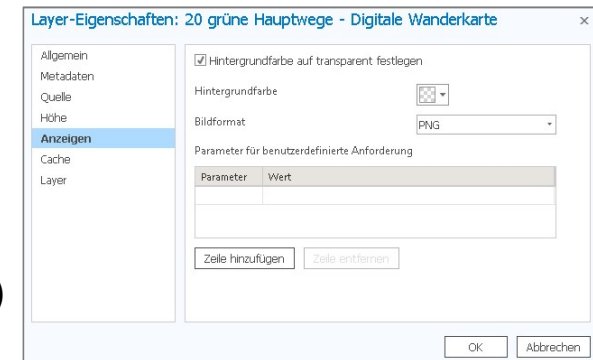 Layer-Eigenschaften: 20 grüne Hauptwege - Digitale Wanderkarte ×
Allgemein
Metadaten
Quelle
Höhe
Anzeigen
Cache
Layer
Hintergrundfarbe auf transparent festlegen
Hintergrundfarbe
Bildformat PNG
Parameter für benutzerdefinierte Anforderung
Parameter Wert
Zeile hinzufügen Zeile entfernen
)
OK Abbrechen